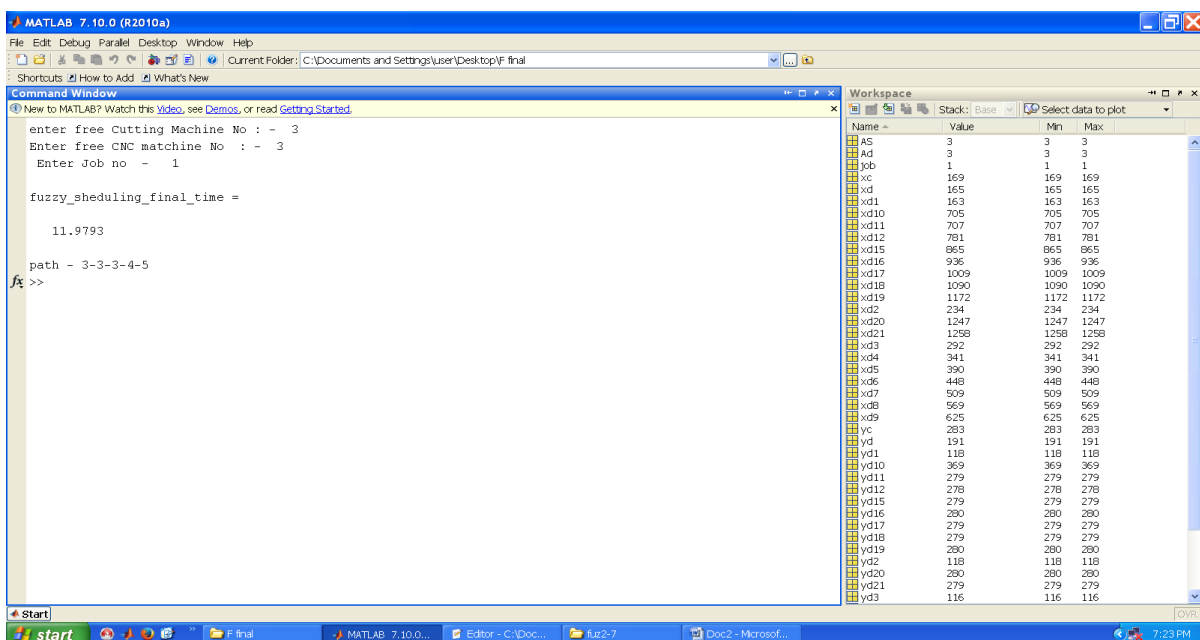 MATLAB 7.10.0 (R2010a)
File Edit Debug Parallel Desktop Window Help
Current Folder: C:\Documents and Settings\user\Desktop\F final
Shortcuts How to Add What's New
Command Window
New to MATLAB? Watch this Video, see Demos, or read Getting Started.
enter free Cutting Machine No : - 3
Enter free CNC matchine No : - 3
Enter Job no - 1
fuzzy_sheduling_final_time =
11.9793
path - 3-3-3-4-5
fx >>
Workspace
Stack: Base Select data to plot
Name Value Min Max
AS 3 3 3
Ad 3 3 3
job 1 1 1
xc 169 169 169
xd 165 165 165
xd1 163 163 163
xd10 705 705 705
xd11 707 707 707
xd12 781 781 781
xd15 865 865 865
xd16 936 936 936
xd17 1009 1009 1009
xd18 1090 1090 1090
xd19 1172 1172 1172
xd2 234 234 234
xd20 1247 1247 1247
xd21 1258 1258 1258
xd3 292 292 292
xd4 341 341 341
xd5 390 390 390
xd6 448 448 448
xd7 509 509 509
xd8 569 569 569
xd9 625 625 625
yc 283 283 283
yd 191 191 191
yd1 118 118 118
yd10 369 369 369
yd11 279 279 279
yd12 278 278 278
yd15 279 279 279
yd16 280 280 280
yd17 279 279 279
yd18 279 279 279
yd19 280 280 280
yd2 118 118 118
yd20 280 280 280
yd21 279 279 279
yd3 116 116 116
Start
OVR
start F final MATLAB 7.10.0... Editor - C:\Doc... fuz2-7 Doc2 - Microsof... 7:23 PM